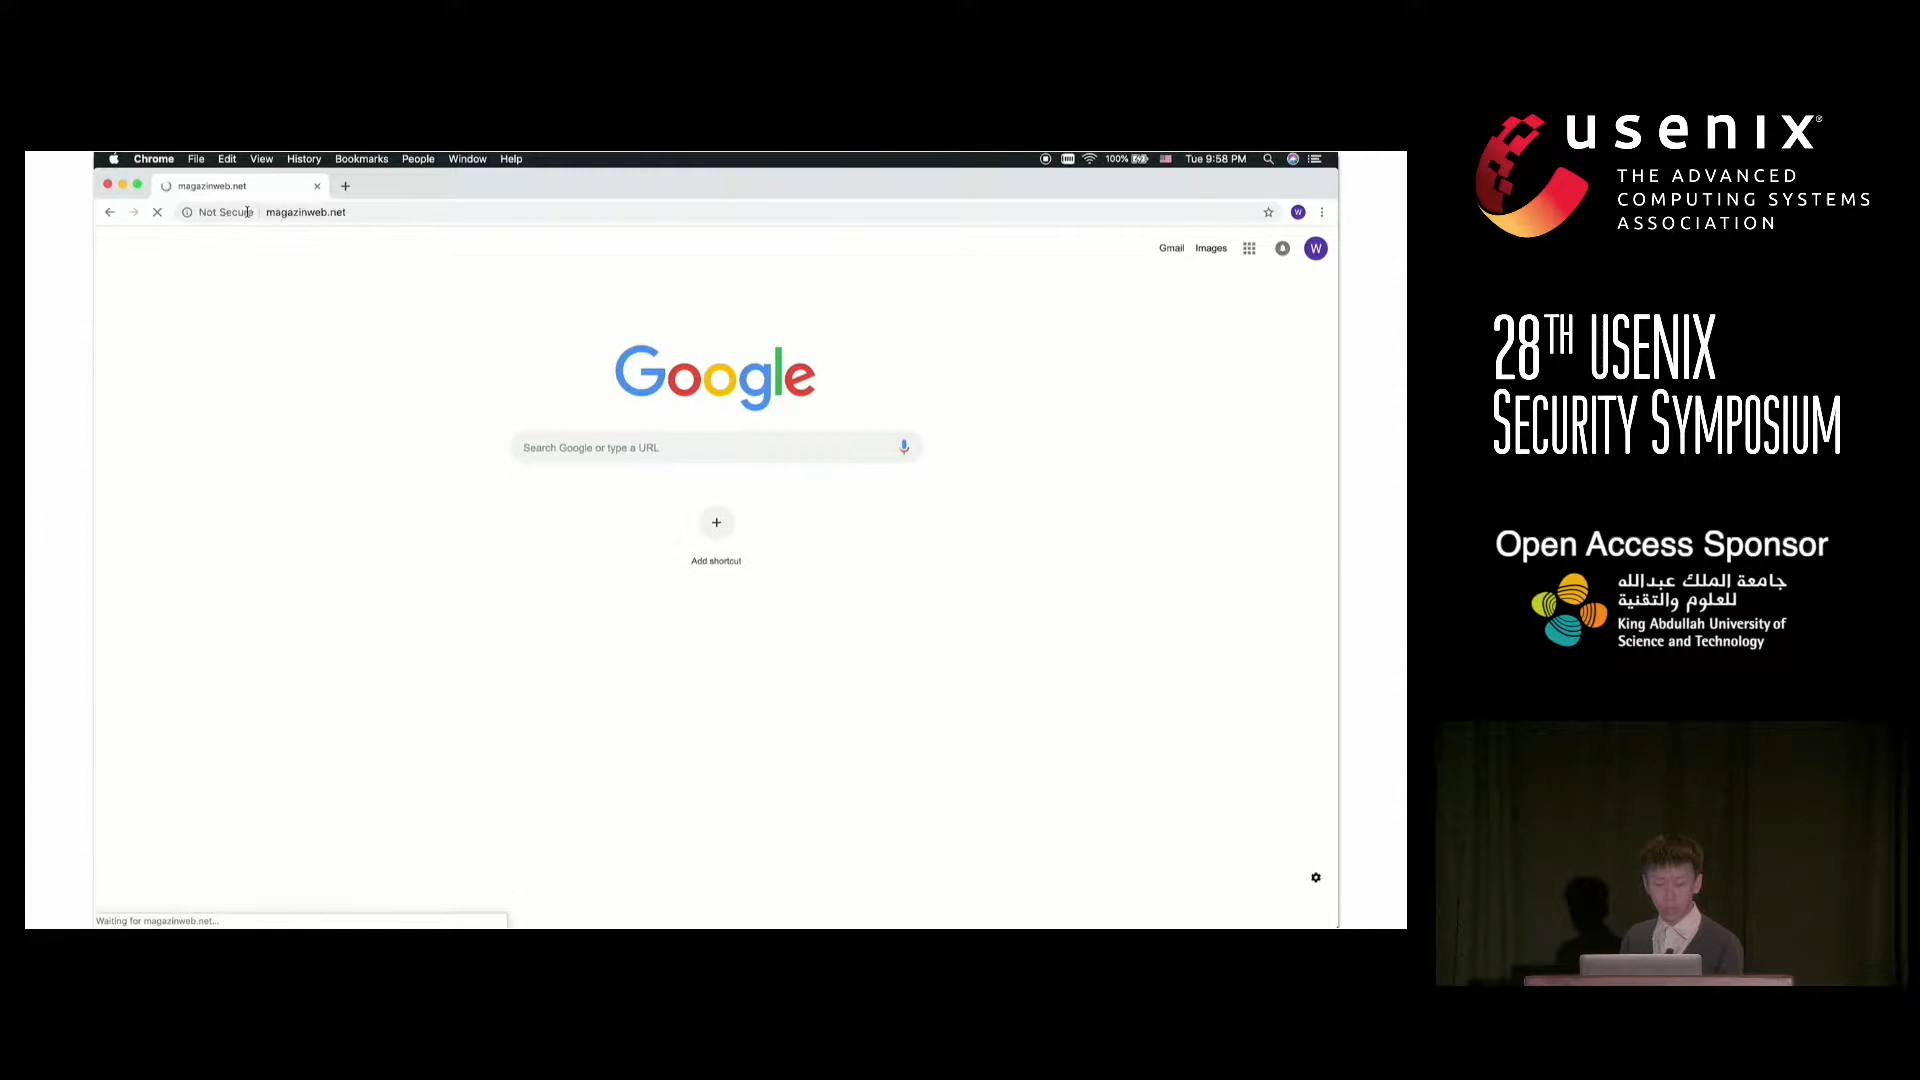 Chrome File Edit View History Bookmarks People Window Help 100% Tue 9:58 PM
magazinweb.net
Not Secure magazinweb.net W
Gmail Images W
Google
Search Google or type a URL
Add shortcut
Waiting for magazinweb.net...
usenix®
THE ADVANCED
COMPUTING SYSTEMS
ASSOCIATION
28TH USENIX
SECURITY SYMPOSIUM
Open Access Sponsor
جامعة الملك عبدالله
للعلوم والتقنية
King Abdullah University of
Science and Technology